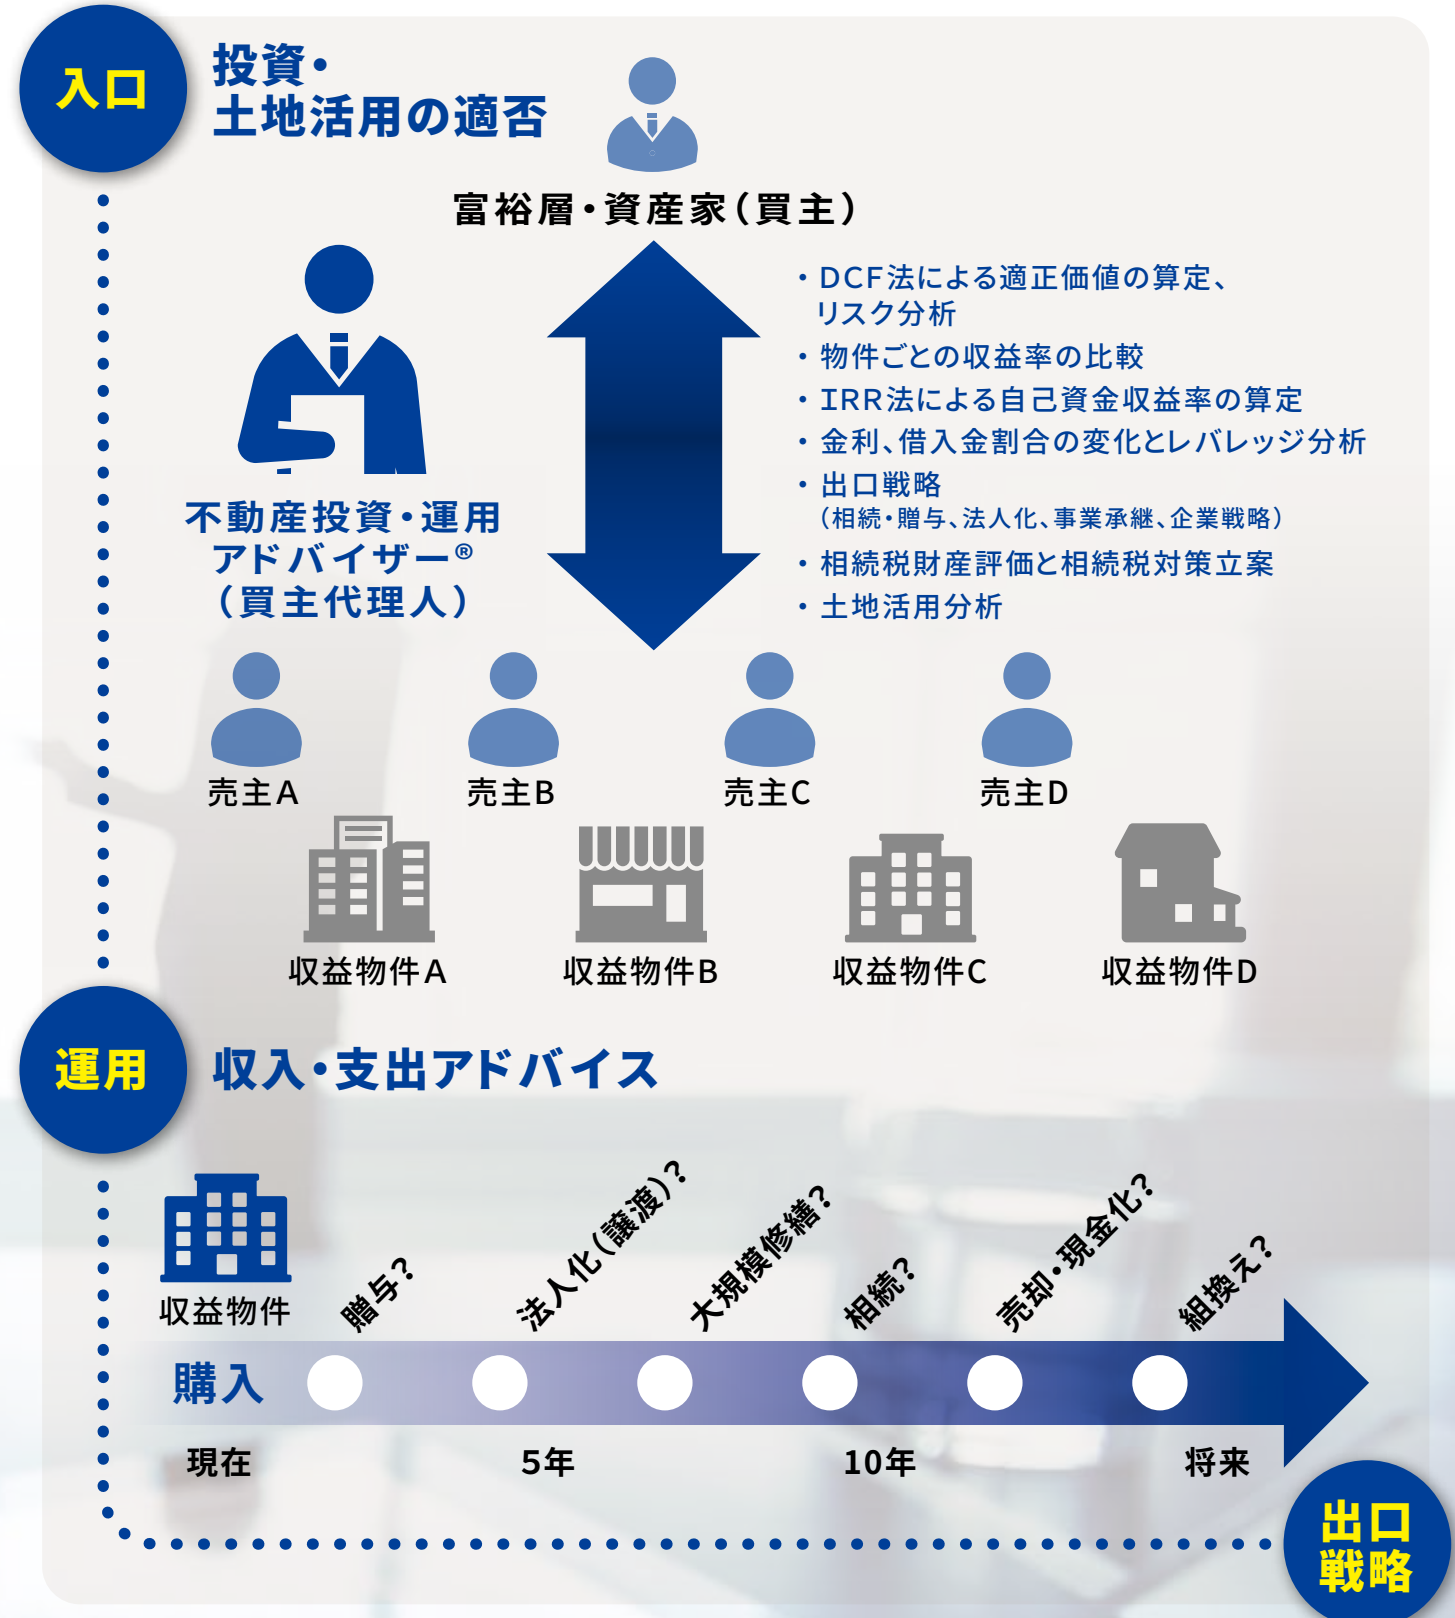 入口
投資・
土地活用の適否
富裕層・資産家（買主）
・DCF法による適正価値の算定、
リスク分析
・物件ごとの収益率の比較
・IRR法による自己資金収益率の算定
・金利、借入金割合の変化とレバレッジ分析
・出口戦略
（相続・贈与、法人化、事業承継、企業戦略）
・相続税財産評価と相続税対策立案
・土地活用分析
不動産投資・運用
アドバイザー®
（買主代理人）
売主A
売主B
売主C
売主D
収益物件A
収益物件B
収益物件C
収益物件D
運用
収入・支出アドバイス
収益物件
贈与？
法人化（譲渡）？
大規模修繕？
相続？
売却・現金化？
組換え？
購入
現在
5年
10年
将来
出口
戦略